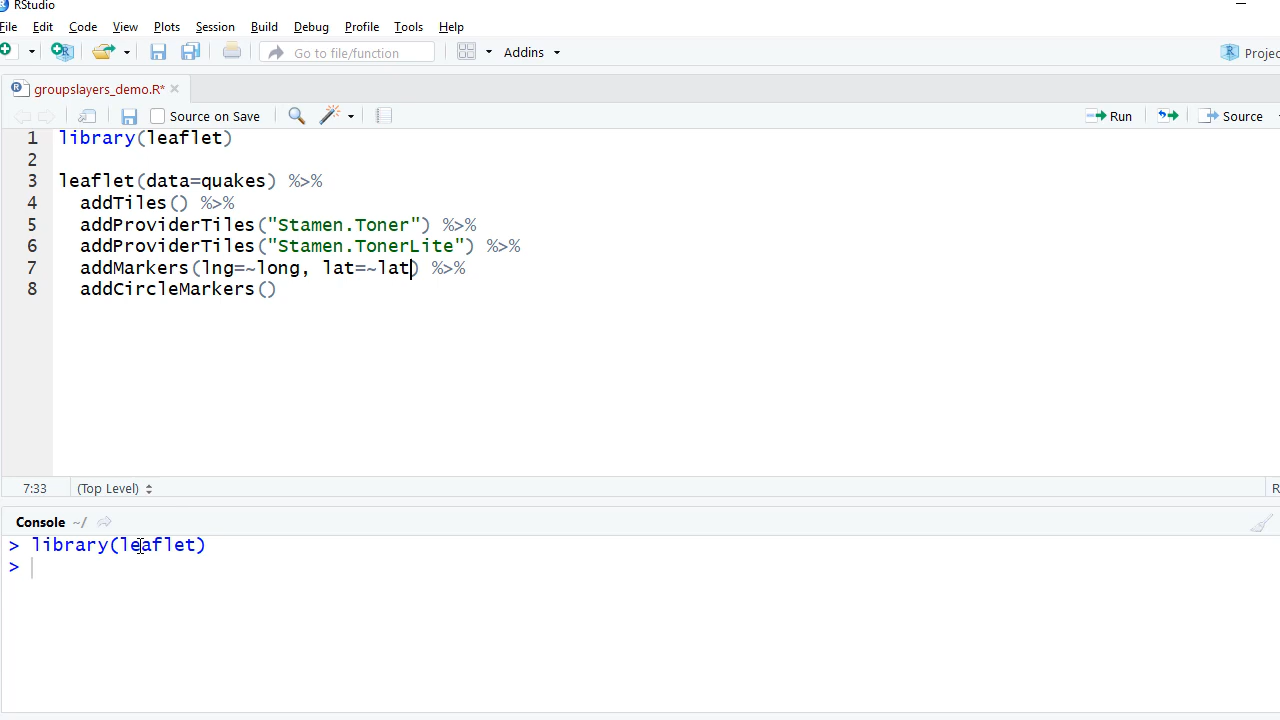 RStudio
File Edit Code View Plots Session Build Debug Profile Tools Help
Go to file/function Addins Projec
groupslayers_demo.R*
Source on Save Run Source
1 library(leaflet)
2
3 leaflet(data=quakes) %>%
4 addTiles() %>%
5 addProviderTiles("Stamen.Toner") %>%
6 addProviderTiles("Stamen.TonerLite") %>%
7 addMarkers(lng=~long, lat=~lat) %>%
8 addCircleMarkers()
7:33 (Top Level) R
Console ~/
> library(leaflet)
>